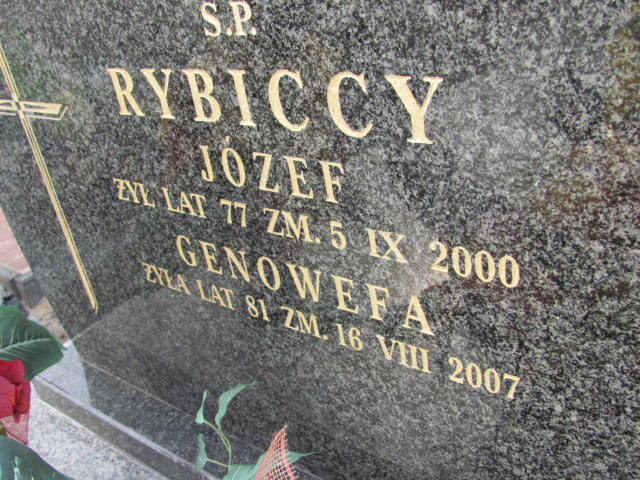 S.P.
RYBICCY
JÓZEF
ŻYŁ LAT 77 ZM. 5 IX 2000
GENOWEFA
ŻYŁA LAT 81 ZM. 16 VIII 2007